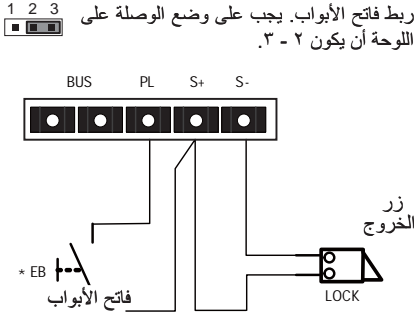 ربط فاتح الأبواب. يجب على وضع الوصلة على
اللوحة أن يكون ٢ - ٣.
1 2 3
BUS PL S+ S-
زر
الخروج
* EB
فاتح الأبواب
LOCK